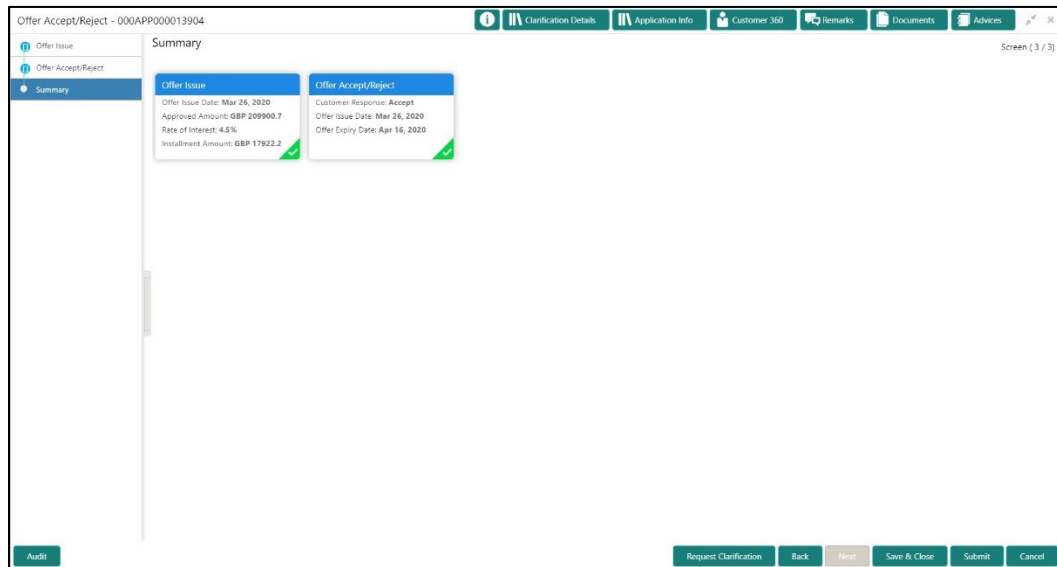 Offer Accept/Reject - 000APP000013904
Clarification Details
Application Info
Customer 360
Remarks
Documents
Advices
Offer Issue
Offer Accept/Reject
Summary
Summary
Screen ( 3 / 3)
Offer Issue
Offer Issue Date: Mar 26, 2020
Approved Amount: GBP 209900.7
Rate of Interest: 4.5%
Installment Amount: GBP 17922.2
Offer Accept/Reject
Customer Response: Accept
Offer Issue Date: Mar 26, 2020
Offer Expiry Date: Apr 16, 2020
Audit
Request Clarification
Back
Next
Save & Close
Submit
Cancel